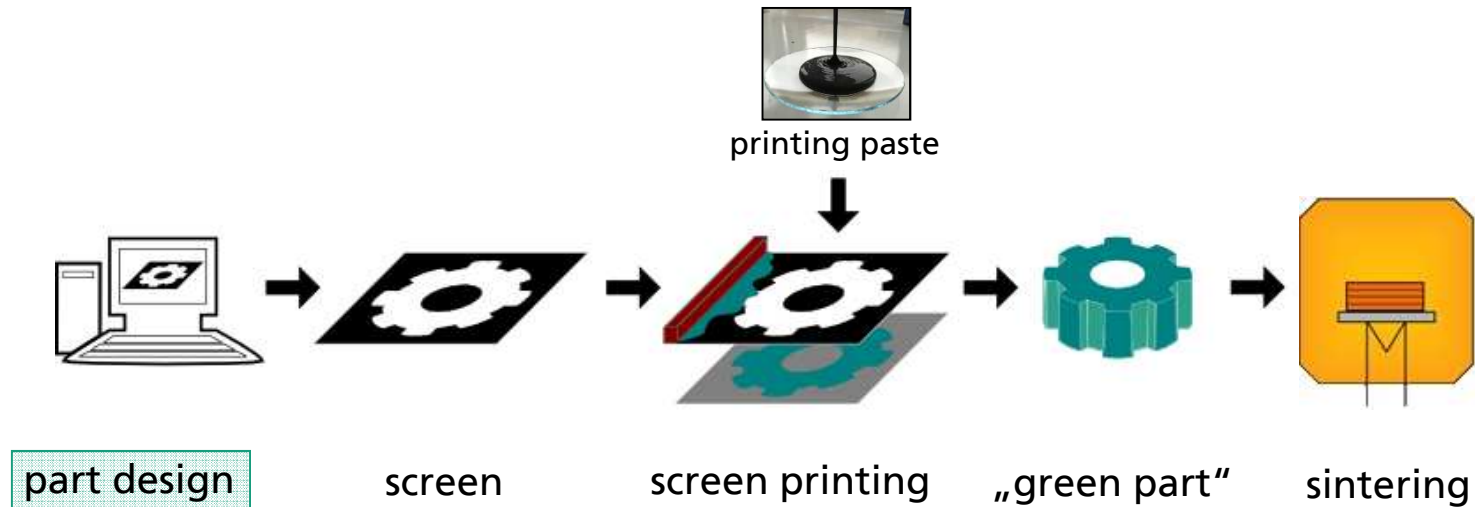 printing paste
part design
screen
screen printing
„green part“
sintering